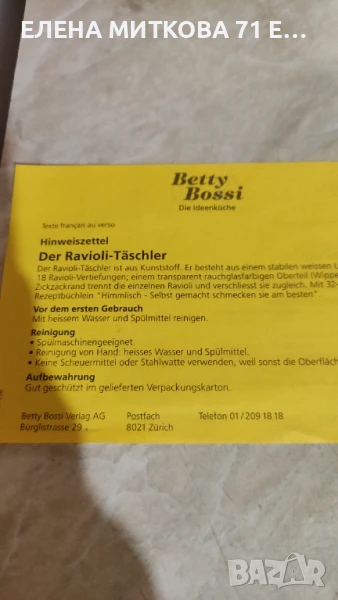 ЕЛЕНА МИТКОВА 71 Е...
Betty
Bossi
Die Ideenküche
Texte français au verso
Hinweiszettel
Der Ravioli-Täschler
Der Ravioli-Täschler ist aus Kunststoff. Er besteht aus einem stabilen weissen
18 Ravioli-Vertiefungen; einem transparent rauchglasfarbigen Oberteil (Wippe
Zickzackrand trennt die einzelnen Ravioli und verschliesst sie zugleich. Mit 32-
Rezeptbüchlein "Himmlisch - Selbst gemacht schmecken sie am besten"
Vor dem ersten Gebrauch
Mit heissem Wasser und Spülmittel reinigen.
Reinigung
• Spülmaschinengeeignet.
• Reinigung von Hand: heisses Wasser und Spülmittel.
• Keine Scheuermittel oder Stahlwatte verwenden, weil sonst die Oberfläch
Aufbewahrung
Gut geschützt im gelieferten Verpackungskarton.
Betty Bossi Verlag AG Postfach Telefon 01 / 209 18 18
Bürglistrasse 29 8021 Zürich
BAZAR
bg